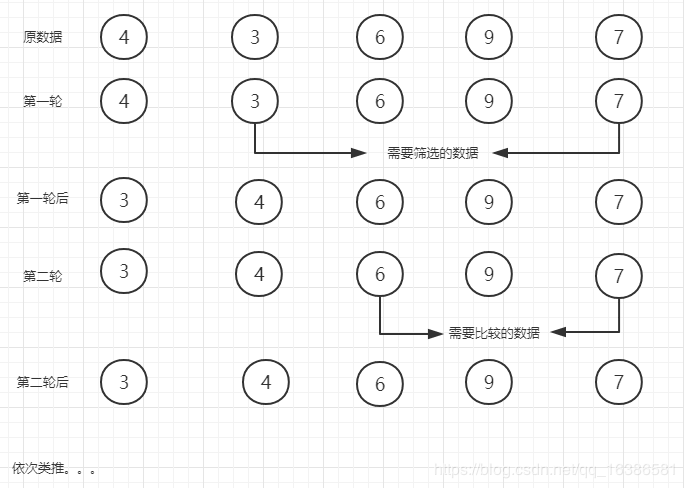 原数据 4 3 6 9 7
第一轮 4 3 6 9 7
需要筛选的数据
第一轮后 3 4 6 9 7
第二轮 3 4 6 9 7
需要比较的数据
第二轮后 3 4 6 9 7
依次类推。。。
https://blog.csdn.net/qq_16386581